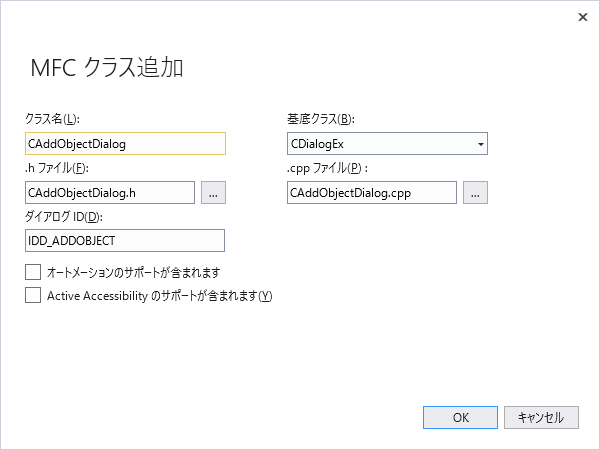 MFC クラス追加
クラス名(L):
基底クラス(B):
CAddObjectDialog
CDialogEx
.h ファイル(F):
.cpp ファイル(P) :
CAddObjectDialog.h
...
CAddObjectDialog.cpp
...
ダイアログ ID(D):
IDD_ADDOBJECT
オートメーションのサポートが含まれます
Active Accessibility のサポートが含まれます(Y)
OK
キャンセル